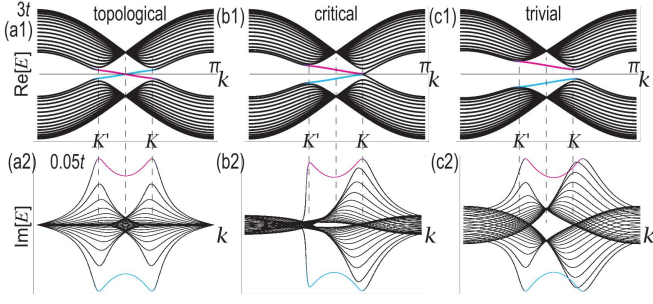 3t topological (b1) critical (c1) trivial
(a1)
Re[E]
π π π
k k k
K' K K' K K' K
(a2) 0.05t (b2) (c2)
Im[E]
k k k